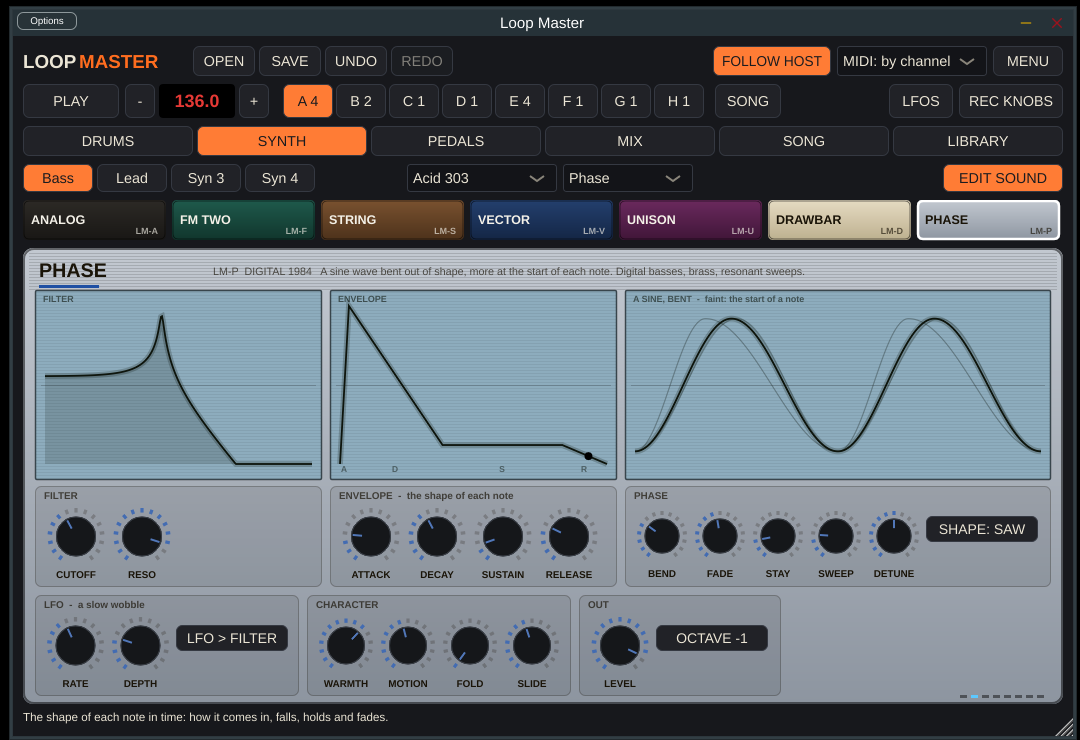 Options
Loop Master
LOOPMASTER OPEN SAVE UNDO REDO FOLLOW HOST MIDI: by channel MENU
PLAY - 136.0 + A 4 B 2 C 1 D 1 E 4 F 1 G 1 H 1 SONG LFOS REC KNOBS
DRUMS SYNTH PEDALS MIX SONG LIBRARY
Bass Lead Syn 3 Syn 4 Acid 303 Phase EDIT SOUND
ANALOG FM TWO STRING VECTOR UNISON DRAWBAR PHASE
LM-A LM-F LM-S LM-V LM-U LM-D LM-P
PHASE LM-P DIGITAL 1984 A sine wave bent out of shape, more at the start of each note. Digital basses, brass, resonant sweeps.
FILTER ENVELOPE A SINE, BENT - faint: the start of a note
A D S R
FILTER ENVELOPE - the shape of each note PHASE
SHAPE: SAW
CUTOFF RESO ATTACK DECAY SUSTAIN RELEASE BEND FADE STAY SWEEP DETUNE
LFO - a slow wobble CHARACTER OUT
LFO > FILTER OCTAVE -1
RATE DEPTH WARMTH MOTION FOLD SLIDE LEVEL
The shape of each note in time: how it comes in, falls, holds and fades.